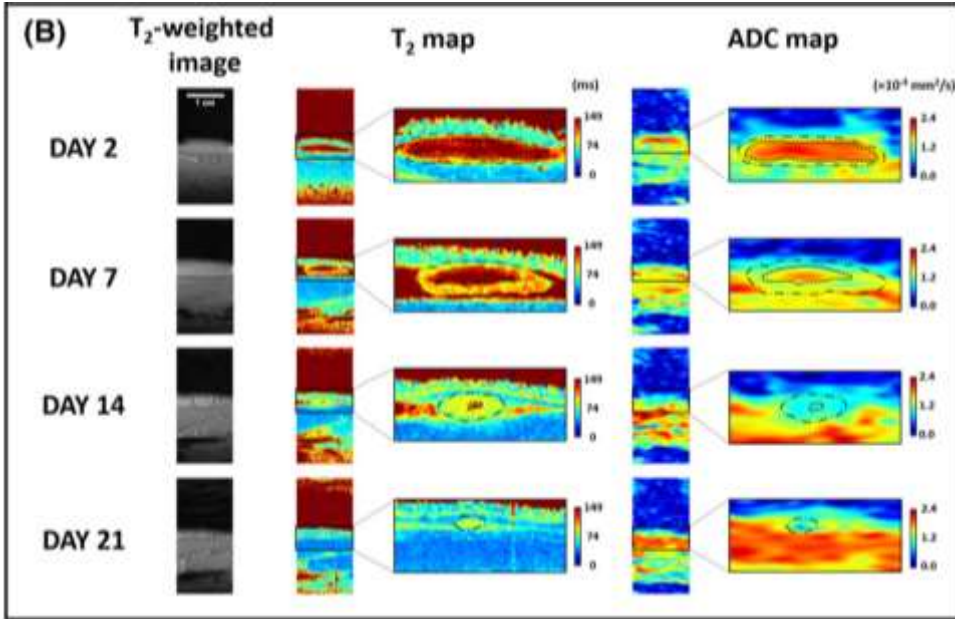 (B)
T₂-weighted
image
T₂ map
ADC map
1 cm
(ms)
(×10⁻³ mm²/s)
DAY 2
149
74
0
2.4
1.2
0.0
DAY 7
149
74
0
2.4
1.2
0.0
DAY 14
149
74
0
2.4
1.2
0.0
DAY 21
149
74
0
2.4
1.2
0.0